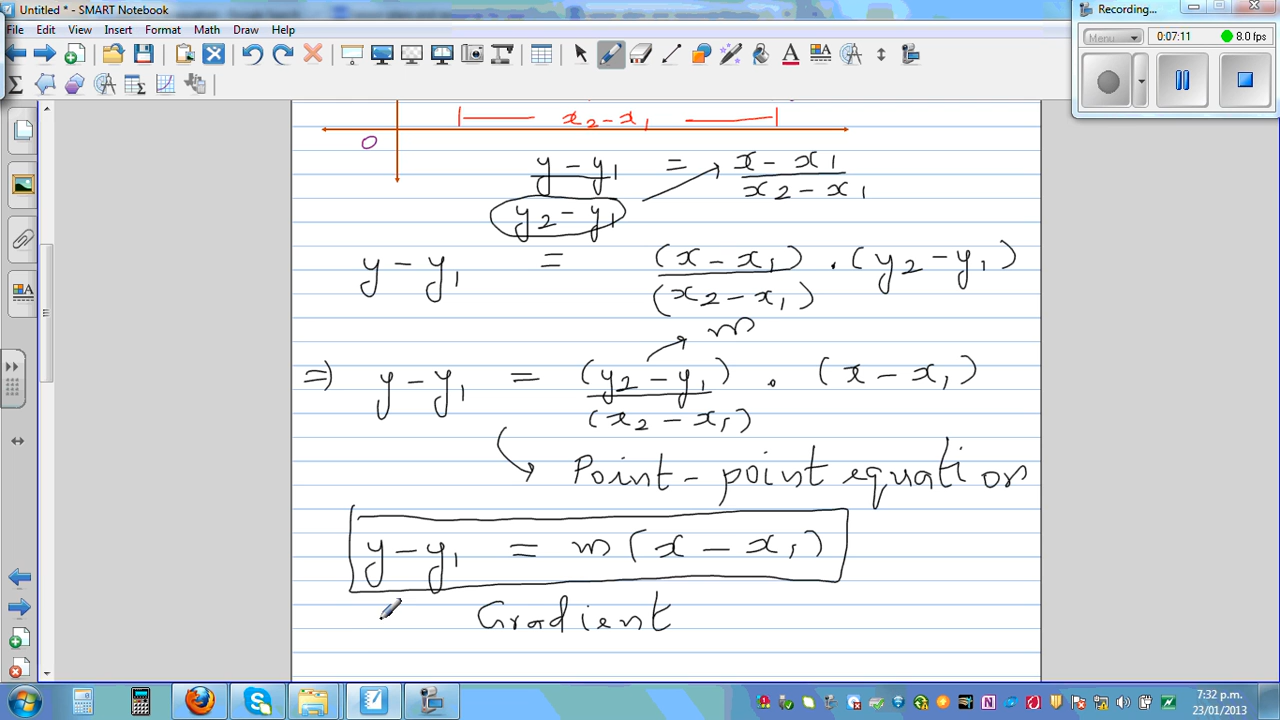 Untitled * - SMART Notebook
Recording...
File Edit View Insert Format Math Draw Help
Menu 0:07:11 8.0 fps
x2 - x1
0
y - y1 / y2 - y1 = x - x1 / x2 - x1
y - y1 = (x - x1) / (x2 - x1) . (y2 - y1)
m
=) y - y1 = (y2 - y1) / (x2 - x1) . (x - x1)
Point - point equation
y - y1 = m (x - x1)
Gradient
7:32 p.m.
23/01/2013